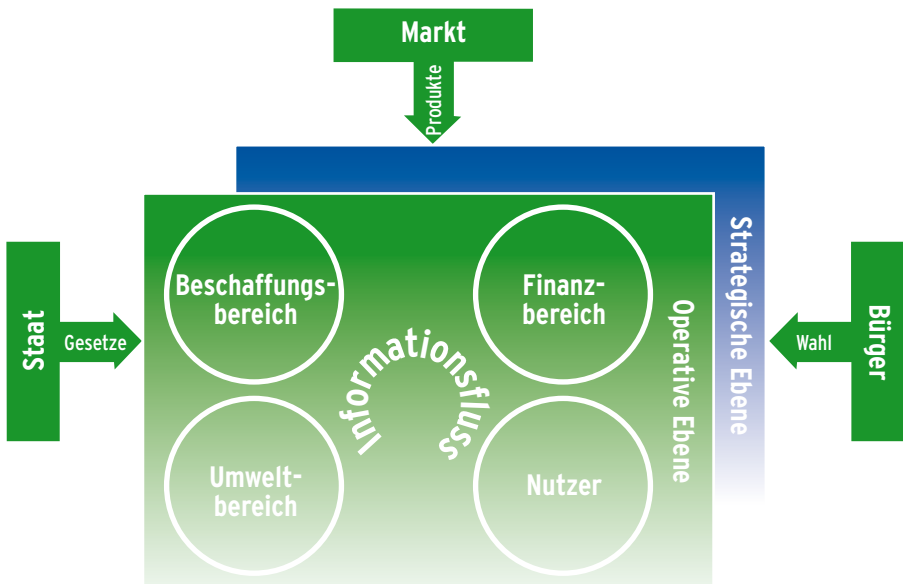 Markt
Produkte
Strategische Ebene
Operative Ebene
Beschaffungs-
bereich
Finanz-
bereich
Staat
Gesetze
Informationsfluss
Wahl
Bürger
Umwelt-
bereich
Nutzer